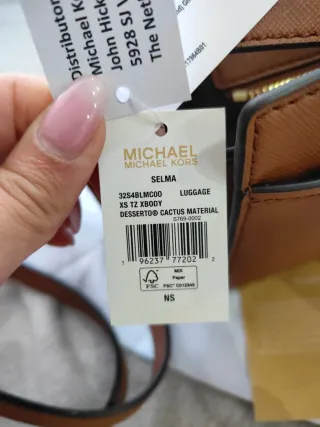 Distributor
Michael K
John Hick
5928 SJ V
The Net
MICHAEL
MICHAEL KORS
SELMA
32S4BLMC0O LUGGAGE
XS TZ XBODY
DESSERTO® CACTUS MATERIAL
S769-0002
1 96237 77202 2
FSC
MIX
Paper
NS